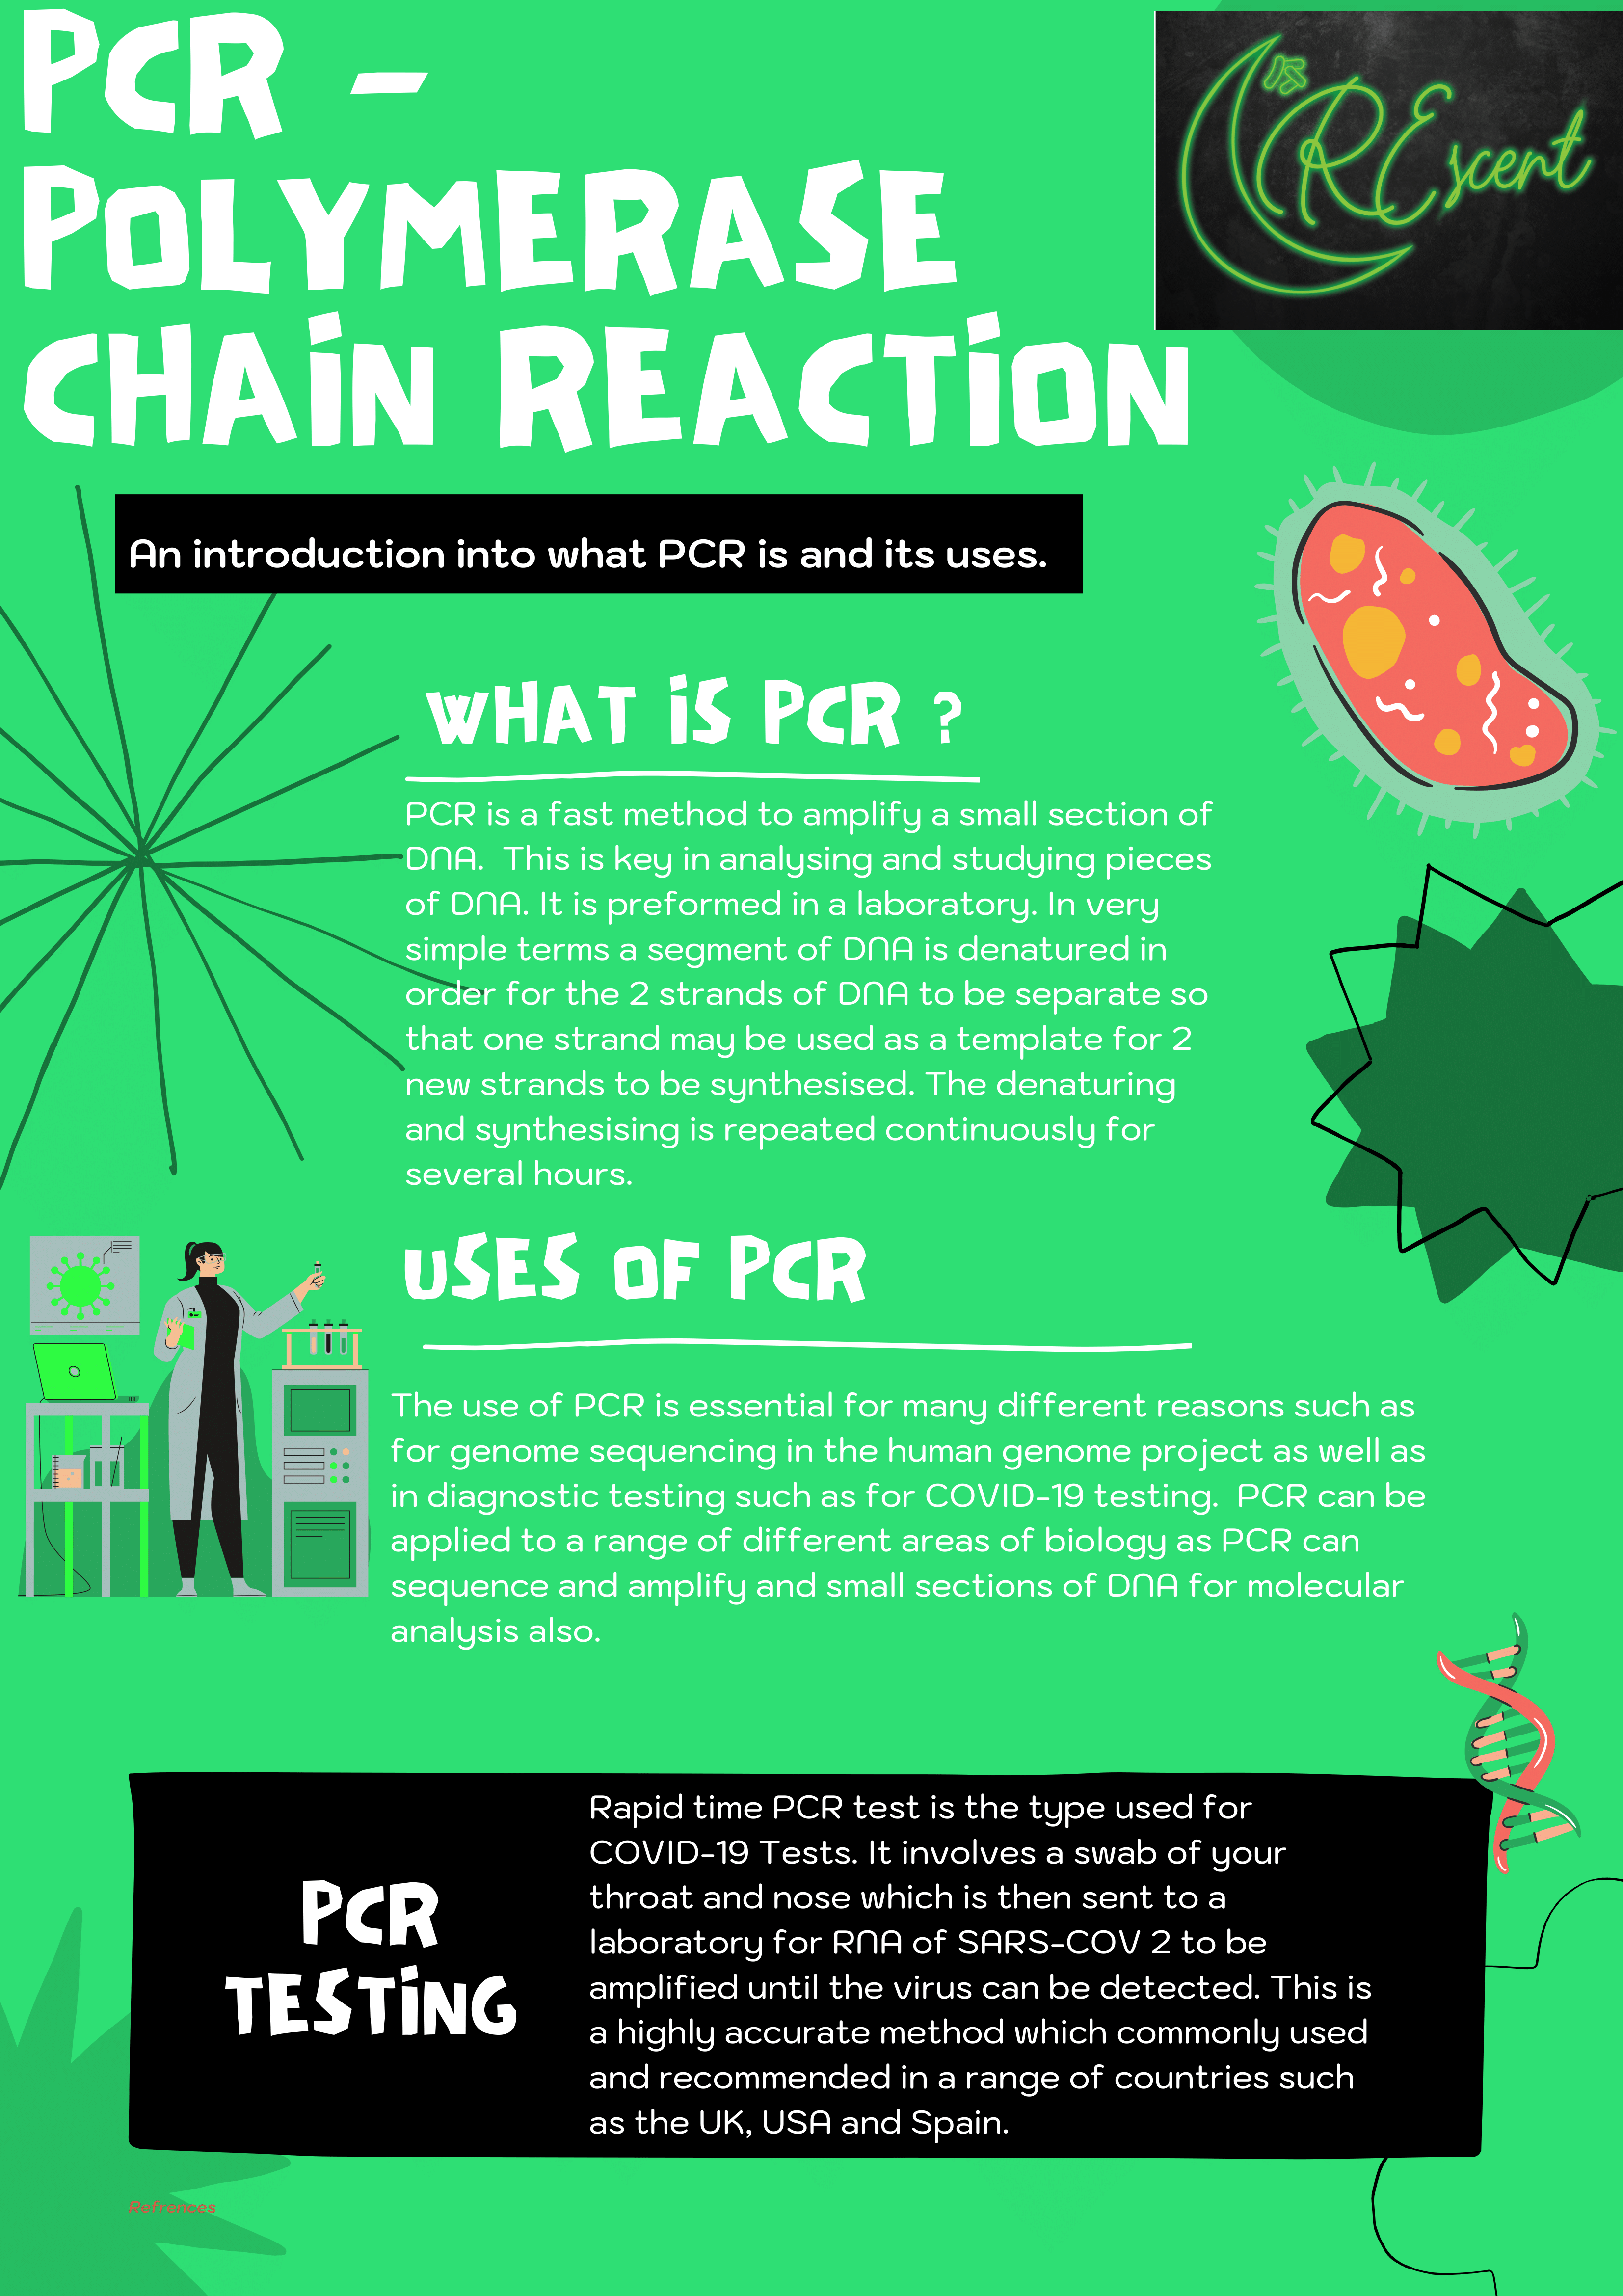 PCR -
POLYMERASE
CHAIN REACTION
CREscent
An introduction into what PCR is and its uses.
WHAT IS PCR ?
PCR is a fast method to amplify a small section of
DNA.  This is key in analysing and studying pieces
of DNA. It is preformed in a laboratory. In very
simple terms a segment of DNA is denatured in
order for the 2 strands of DNA to be separate so
that one strand may be used as a template for 2
new strands to be synthesised. The denaturing
and synthesising is repeated continuously for
several hours.
USES OF PCR
The use of PCR is essential for many different reasons such as
for genome sequencing in the human genome project as well as
in diagnostic testing such as for COVID-19 testing.  PCR can be
applied to a range of different areas of biology as PCR can
sequence and amplify and small sections of DNA for molecular
analysis also.
PCR
TESTING
Rapid time PCR test is the type used for
COVID-19 Tests. It involves a swab of your
throat and nose which is then sent to a
laboratory for RNA of SARS-COV 2 to be
amplified until the virus can be detected. This is
a highly accurate method which commonly used
and recommended in a range of countries such
as the UK, USA and Spain.
Refrences